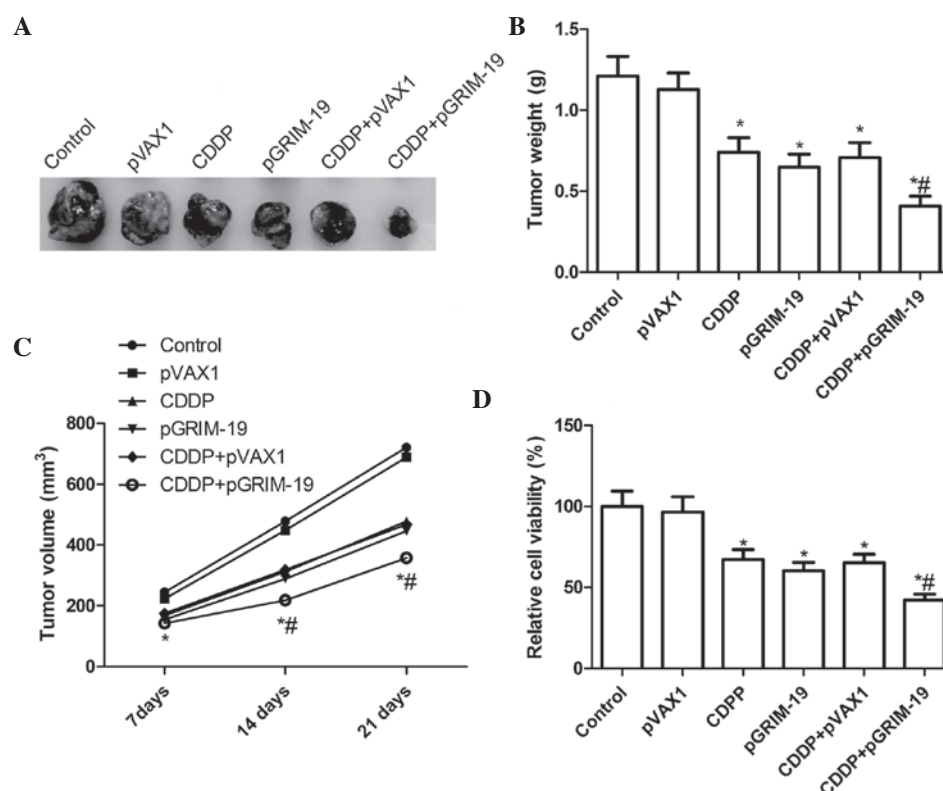 A
Control
pVAX1
CDDP
pGRIM-19
CDDP+pVAX1
CDDP+pGRIM-19
B
Tumor weight (g)
1.5
1.0
0.5
0.0
*
*
*
*#
Control
pVAX1
CDDP
pGRIM-19
CDDP+pVAX1
CDDP+pGRIM-19
C
Control
pVAX1
CDDP
pGRIM-19
CDDP+pVAX1
CDDP+pGRIM-19
Tumor volume (mm³)
800
600
400
200
0
*
*#
*#
7days
14 days
21 days
D
Relative cell viability (%)
150
100
50
0
*
*
*
*#
Control
pVAX1
CDPP
pGRIM-19
CDDP+pVAX1
CDDP+pGRIM-19